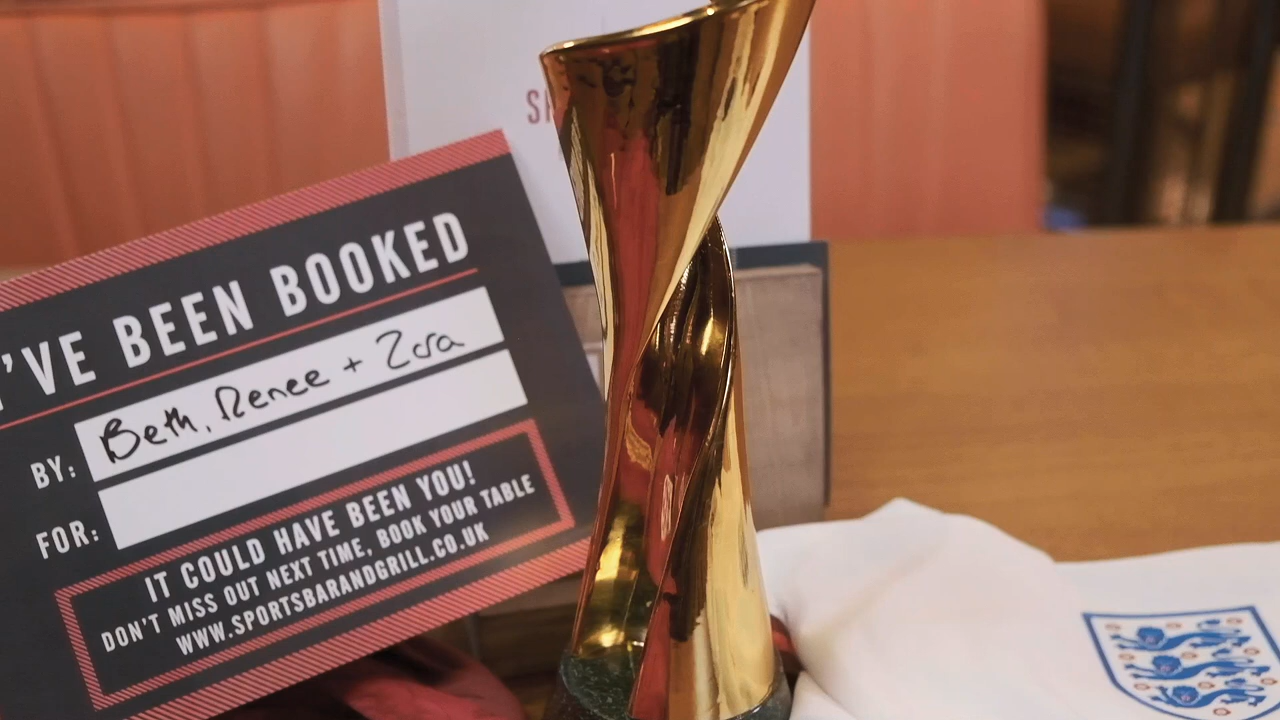 'VE BEEN BOOKED
BY: Beth, Renee + Zora
FOR:
IT COULD HAVE BEEN YOU!
DON'T MISS OUT NEXT TIME, BOOK YOUR TABLE
WWW.SPORTSBARANDGRILL.CO.UK